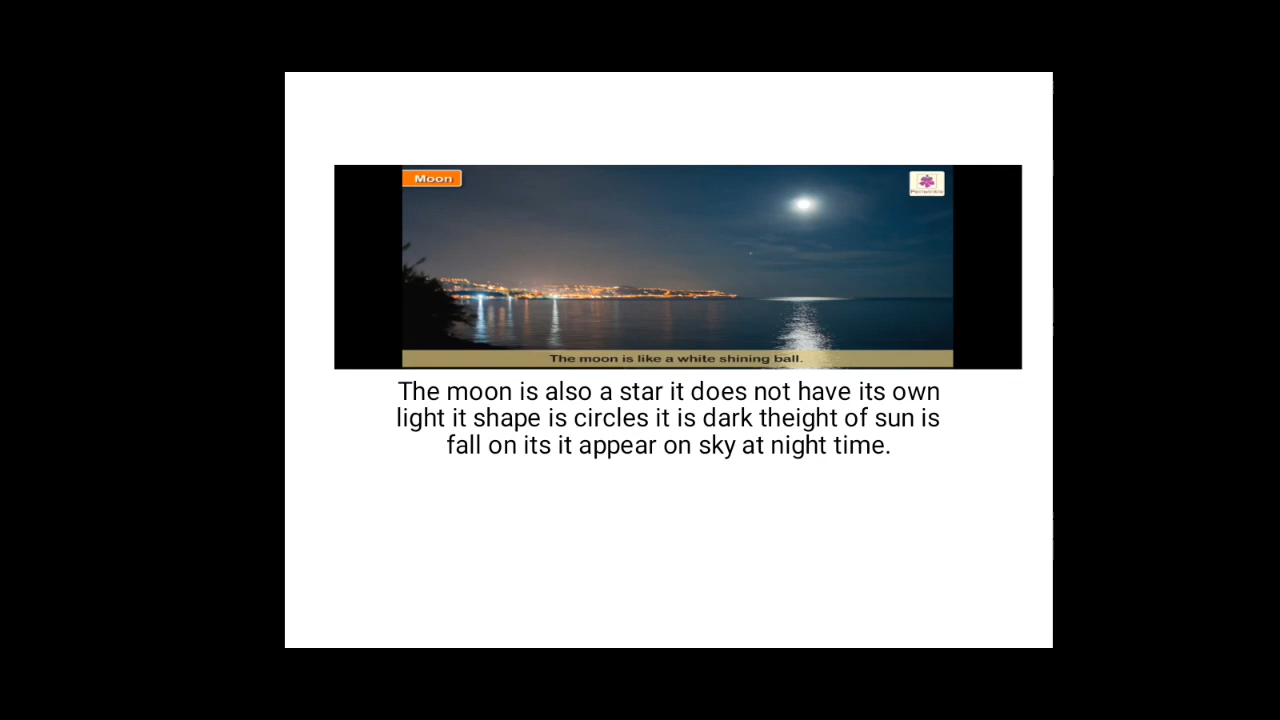 Moon
Periwinkle
The moon is like a white shining ball.
The moon is also a star it does not have its own
light it shape is circles it is dark theight of sun is
fall on its it appear on sky at night time.